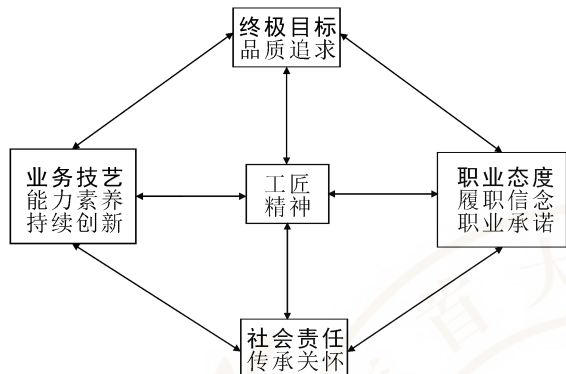 终极目标
品质追求
业务技艺
能力素养
持续创新
工匠
精神
职业态度
履职信念
职业承诺
社会责任
传承关怀